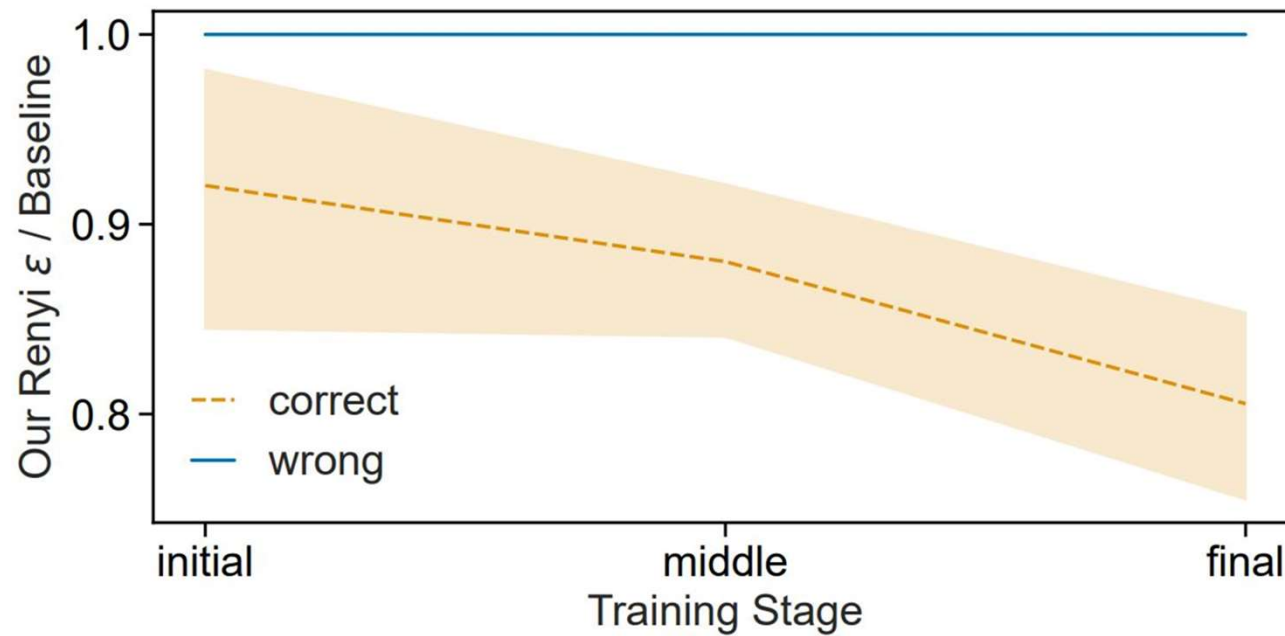 Our Renyi ε / Baseline
1.0
0.9
0.8
correct
wrong
initial middle final
Training Stage